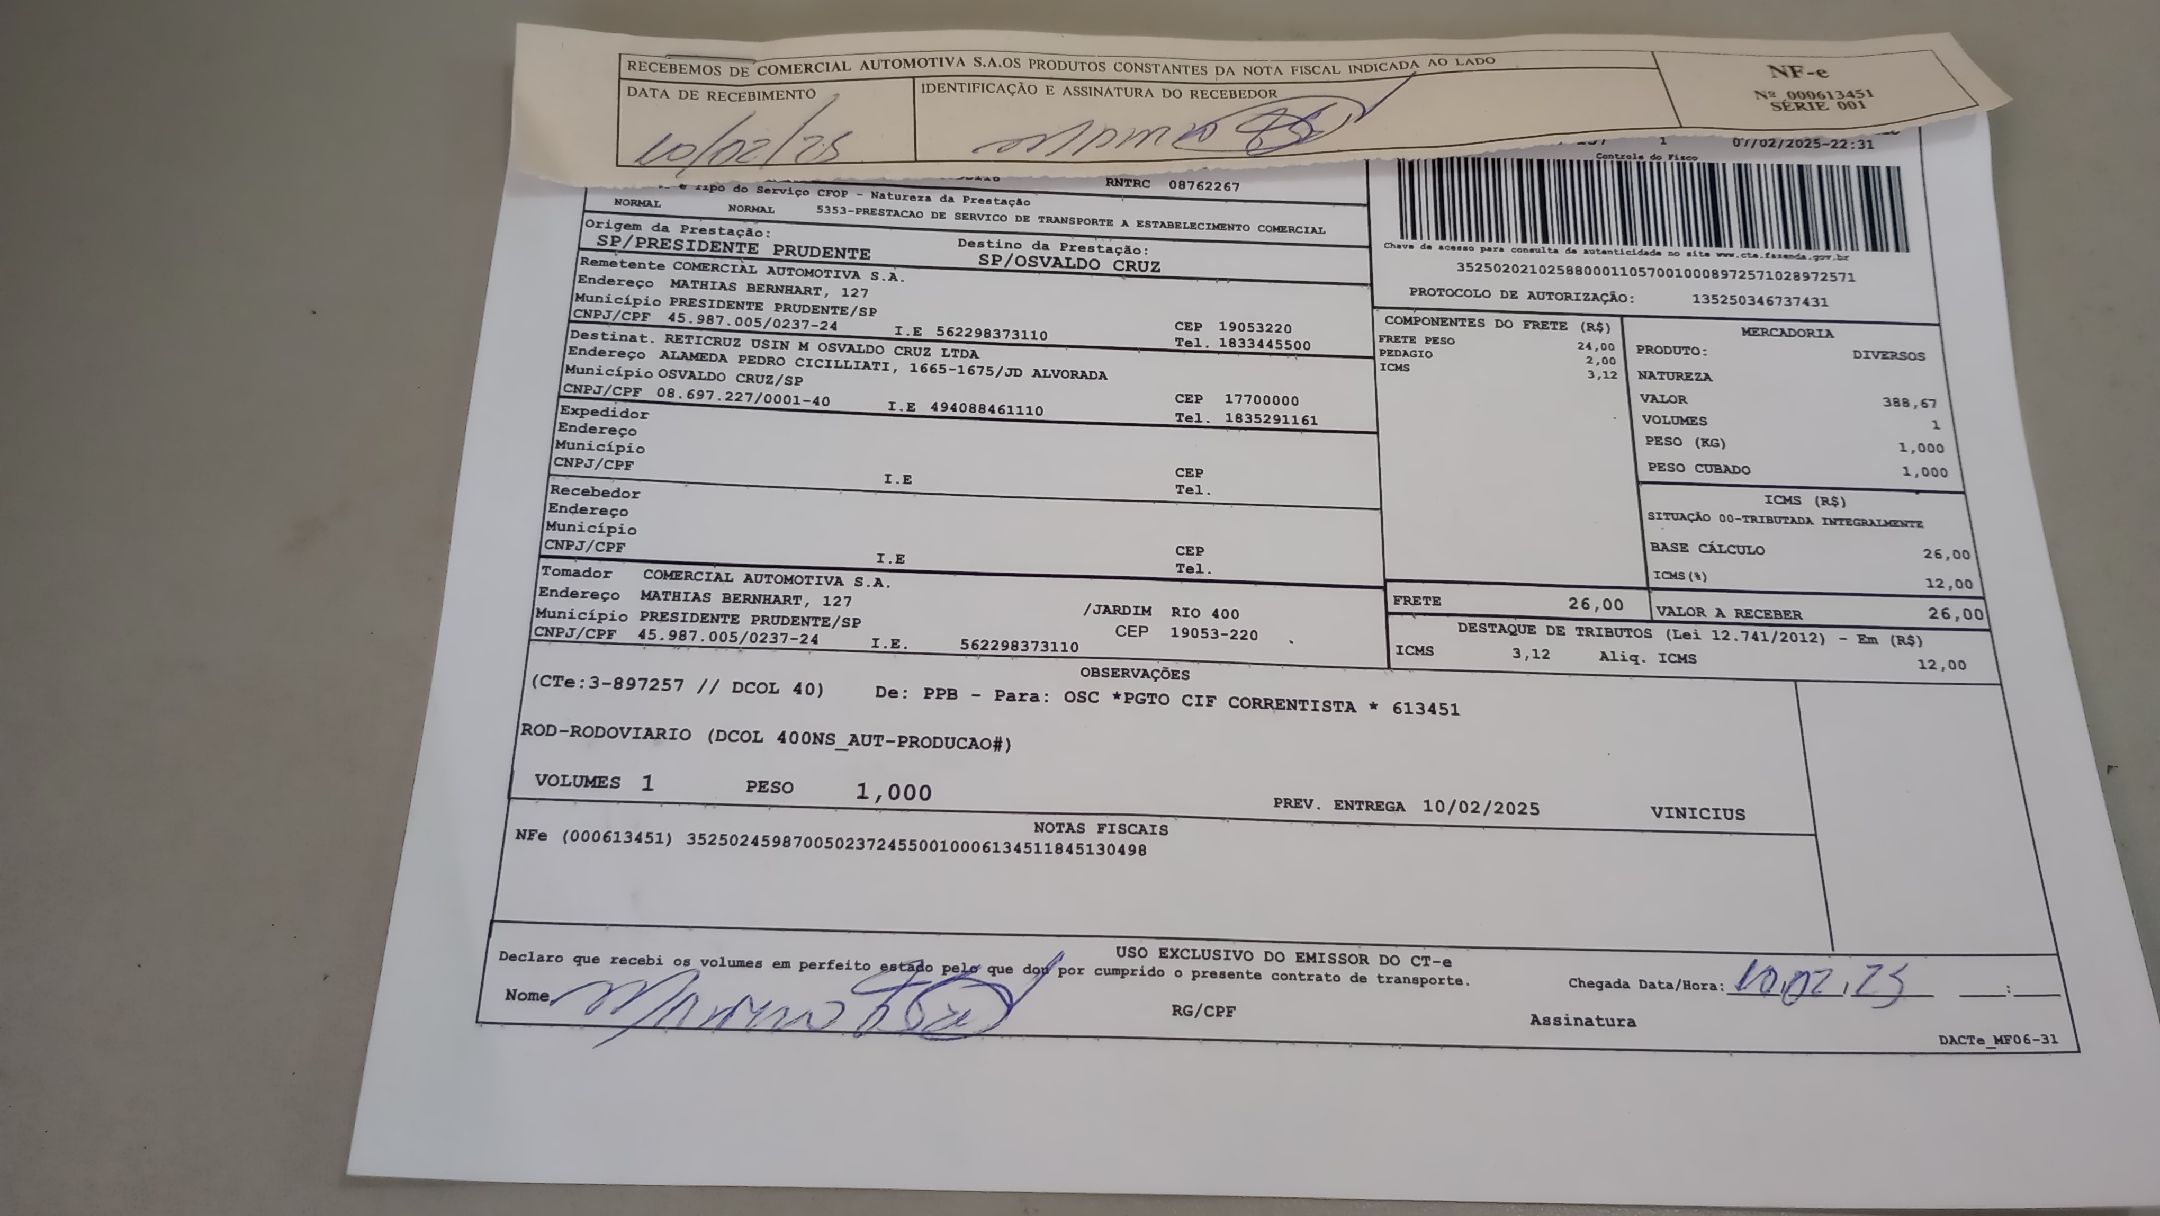 RECEBEMOS DE COMERCIAL AUTOMOTIVA S.A.OS PRODUTOS CONSTANTES DA NOTA FISCAL INDICADA AO LADO
DATA DE RECEBIMENTO
IDENTIFICAÇÃO E ASSINATURA DO RECEBEDOR
10/02/25
NF-e
Nº 000613451
SÉRIE 001
1 07/02/2025-22:31
Controle do Fisco
RNTRC 08762267
e Tipo do Serviço CFOP - Natureza da Prestação
NORMAL NORMAL 5353-PRESTACAO DE SERVICO DE TRANSPORTE A ESTABELECIMENTO COMERCIAL
Origem da Prestação: Destino da Prestação:
SP/PRESIDENTE PRUDENTE SP/OSVALDO CRUZ
Chave de acesso para consulta de autenticidade no site www.cte.fazenda.gov.br
35250202102588000110570010008972571028972571
PROTOCOLO DE AUTORIZAÇÃO: 135250346737431
Remetente COMERCIAL AUTOMOTIVA S.A.
Endereço MATHIAS BERNHART, 127
Município PRESIDENTE PRUDENTE/SP CEP 19053220
CNPJ/CPF 45.987.005/0237-24 I.E 562298373110 Tel. 1833445500
Destinat. RETICRUZ USIN M OSVALDO CRUZ LTDA
Endereço ALAMEDA PEDRO CICILLIATI, 1665-1675/JD ALVORADA
Município OSVALDO CRUZ/SP CEP 17700000
CNPJ/CPF 08.697.227/0001-40 I.E 494088461110 Tel. 1835291161
Expedidor
Endereço
Município CEP
CNPJ/CPF I.E Tel.
Recebedor
Endereço
Município CEP
CNPJ/CPF I.E Tel.
Tomador COMERCIAL AUTOMOTIVA S.A.
Endereço MATHIAS BERNHART, 127 /JARDIM RIO 400
Município PRESIDENTE PRUDENTE/SP CEP 19053-220
CNPJ/CPF 45.987.005/0237-24 I.E. 562298373110
COMPONENTES DO FRETE (R$)
FRETE PESO 24,00
PEDAGIO 2,00
ICMS 3,12
MERCADORIA
PRODUTO: DIVERSOS
NATUREZA
VALOR 388,67
VOLUMES 1
PESO (KG) 1,000
PESO CUBADO 1,000
ICMS (R$)
SITUAÇÃO 00-TRIBUTADA INTEGRALMENTE
BASE CÁLCULO 26,00
ICMS(%) 12,00
FRETE 26,00 VALOR A RECEBER 26,00
DESTAQUE DE TRIBUTOS (Lei 12.741/2012) - Em (R$)
ICMS 3,12 Aliq. ICMS 12,00
OBSERVAÇÕES
(CTe:3-897257 // DCOL 40) De: PPB - Para: OSC *PGTO CIF CORRENTISTA * 613451
ROD-RODOVIARIO (DCOL 400NS_AUT-PRODUCAO#)
VOLUMES 1 PESO 1,000 PREV. ENTREGA 10/02/2025 VINICIUS
NOTAS FISCAIS
NFe (000613451) 35250245987005023724550010006134511845130498
USO EXCLUSIVO DO EMISSOR DO CT-e
Declaro que recebi os volumes em perfeito estado pelo que dou por cumprido o presente contrato de transporte.
Chegada Data/Hora: 10.02.25 :
Nome RG/CPF Assinatura
DACTe_MF06-31